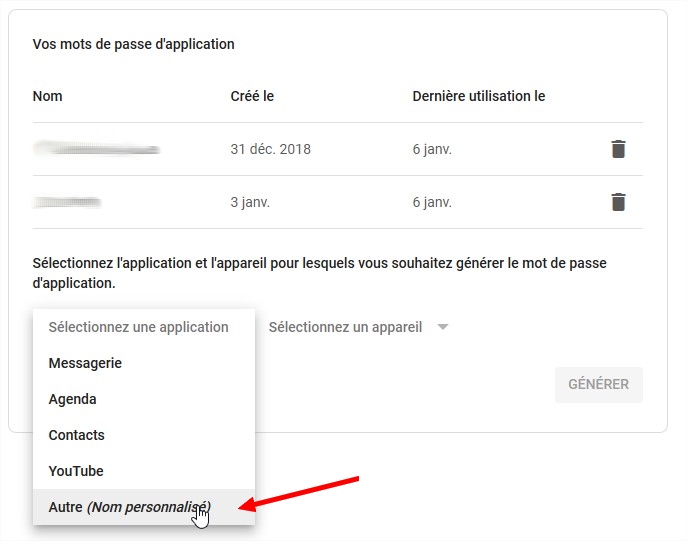 Vos mots de passe d'application
Nom Créé le Dernière utilisation le
31 déc. 2018 6 janv.
3 janv. 6 janv.
Sélectionnez l'application et l'appareil pour lesquels vous souhaitez générer le mot de passe
d'application.
Sélectionnez une application Sélectionnez un appareil
Messagerie
Agenda
GÉNÉRER
Contacts
YouTube
Autre (Nom personnalisé)